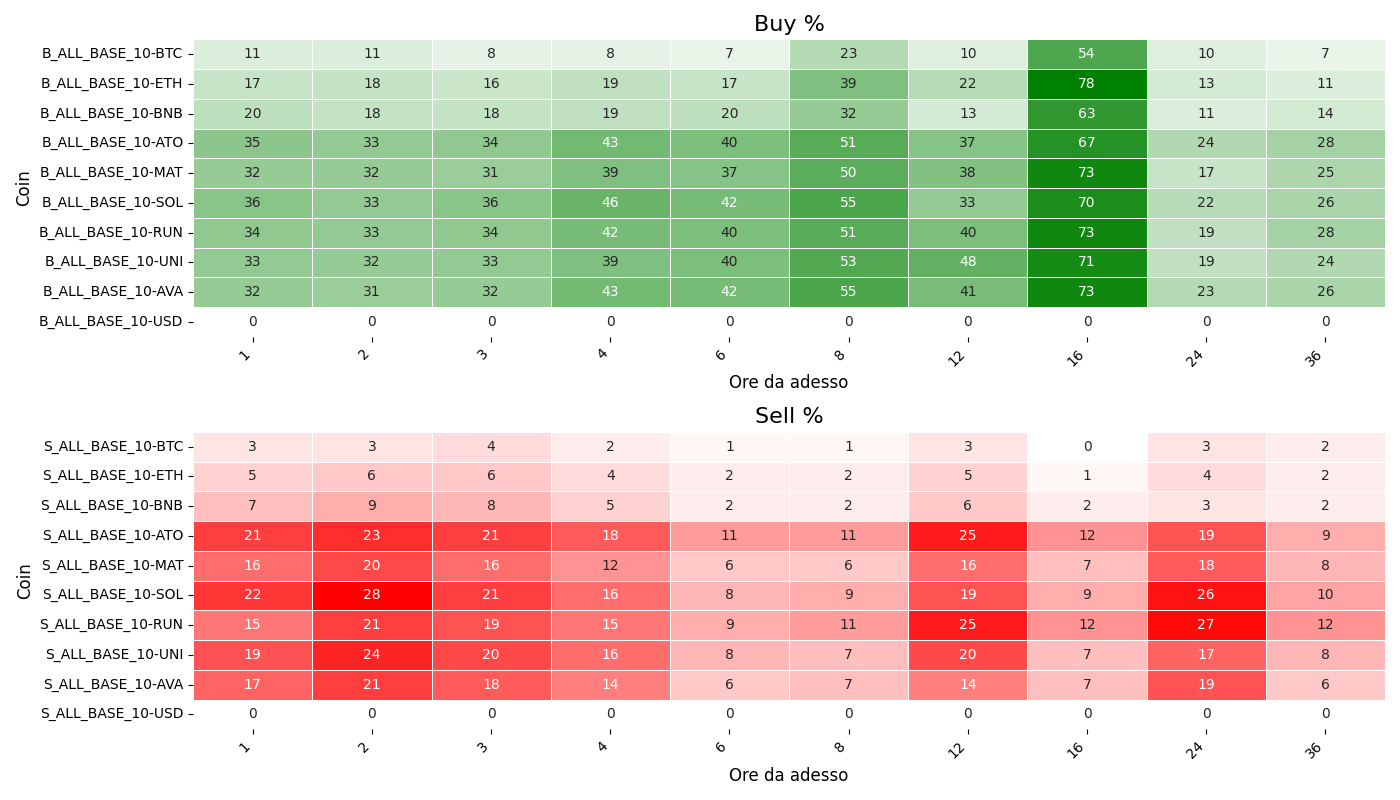 Buy %
Coin
B_ALL_BASE_10-BTC 11 11 8 8 7 23 10 54 10 7
B_ALL_BASE_10-ETH 17 18 16 19 17 39 22 78 13 11
B_ALL_BASE_10-BNB 20 18 18 19 20 32 13 63 11 14
B_ALL_BASE_10-ATO 35 33 34 43 40 51 37 67 24 28
B_ALL_BASE_10-MAT 32 32 31 39 37 50 38 73 17 25
B_ALL_BASE_10-SOL 36 33 36 46 42 55 33 70 22 26
B_ALL_BASE_10-RUN 34 33 34 42 40 51 40 73 19 28
B_ALL_BASE_10-UNI 33 32 33 39 40 53 48 71 19 24
B_ALL_BASE_10-AVA 32 31 32 43 42 55 41 73 23 26
B_ALL_BASE_10-USD 0 0 0 0 0 0 0 0 0 0
1 2 3 4 6 8 12 16 24 36
Ore da adesso
Sell %
Coin
S_ALL_BASE_10-BTC 3 3 4 2 1 1 3 0 3 2
S_ALL_BASE_10-ETH 5 6 6 4 2 2 5 1 4 2
S_ALL_BASE_10-BNB 7 9 8 5 2 2 6 2 3 2
S_ALL_BASE_10-ATO 21 23 21 18 11 11 25 12 19 9
S_ALL_BASE_10-MAT 16 20 16 12 6 6 16 7 18 8
S_ALL_BASE_10-SOL 22 28 21 16 8 9 19 9 26 10
S_ALL_BASE_10-RUN 15 21 19 15 9 11 25 12 27 12
S_ALL_BASE_10-UNI 19 24 20 16 8 7 20 7 17 8
S_ALL_BASE_10-AVA 17 21 18 14 6 7 14 7 19 6
S_ALL_BASE_10-USD 0 0 0 0 0 0 0 0 0 0
1 2 3 4 6 8 12 16 24 36
Ore da adesso